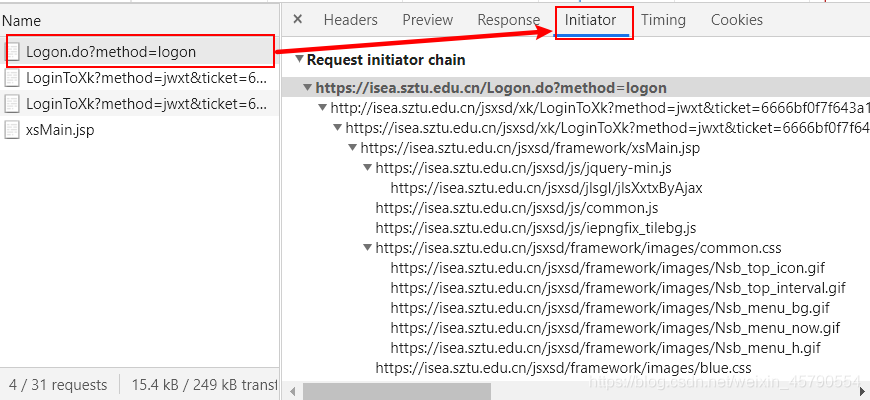 Name
Logon.do?method=logon
LoginToXk?method=jwxt&ticket=6...
LoginToXk?method=jwxt&ticket=6...
xsMain.jsp
4 / 31 requests
15.4 kB / 249 kB transf
× Headers Preview Response Initiator Timing Cookies
Request initiator chain
https://isea.sztu.edu.cn/Logon.do?method=logon
http://isea.sztu.edu.cn/jsxsd/xk/LoginToXk?method=jwxt&ticket=6666bf0f7f643a1
https://isea.sztu.edu.cn/jsxsd/xk/LoginToXk?method=jwxt&ticket=6666bf0f7f64
https://isea.sztu.edu.cn/jsxsd/framework/xsMain.jsp
https://isea.sztu.edu.cn/jsxsd/js/jquery-min.js
https://isea.sztu.edu.cn/jsxsd/jlsgl/jlsXxtxByAjax
https://isea.sztu.edu.cn/jsxsd/js/common.js
https://isea.sztu.edu.cn/jsxsd/js/iepngfix_tilebg.js
https://isea.sztu.edu.cn/jsxsd/framework/images/common.css
https://isea.sztu.edu.cn/jsxsd/framework/images/Nsb_top_icon.gif
https://isea.sztu.edu.cn/jsxsd/framework/images/Nsb_top_interval.gif
https://isea.sztu.edu.cn/jsxsd/framework/images/Nsb_menu_bg.gif
https://isea.sztu.edu.cn/jsxsd/framework/images/Nsb_menu_now.gif
https://isea.sztu.edu.cn/jsxsd/framework/images/Nsb_menu_h.gif
https://isea.sztu.edu.cn/jsxsd/framework/images/blue.css
https://blog.csdn.net/weixin_45790554